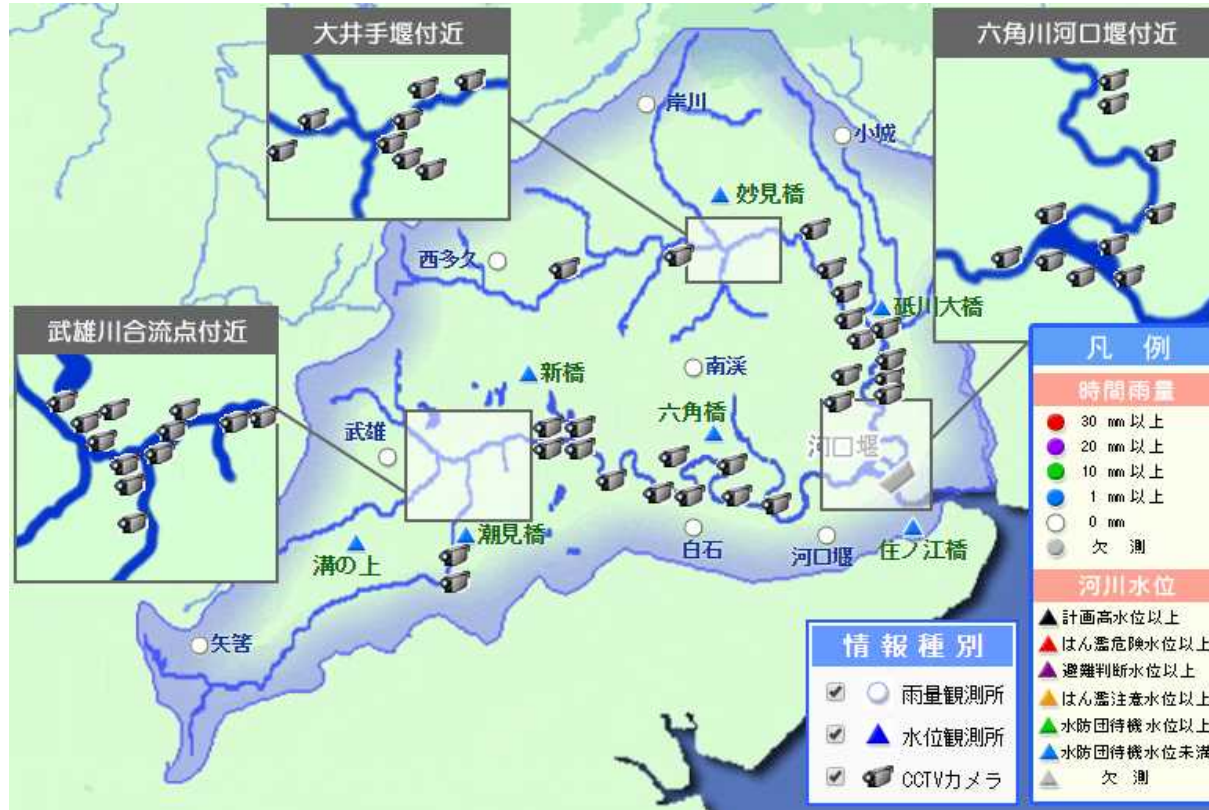 大井手堰付近
六角川河口堰付近
岸川
小城
妙見橋
西多久
砥川大橋
武雄川合流点付近
新橋
南渓
六角橋
武雄
河口堰
潮見橋
溝の上
白石
河口堰
住ノ江橋
矢筈
情報種別
雨量観測所
水位観測所
CCTVカメラ
凡 例
時間雨量
30 mm 以上
20 mm 以上
10 mm 以上
1 mm 以上
0 mm
欠 測
河川水位
計画高水位以上
はん濫危険水位以上
避難判断水位以上
はん濫注意水位以上
水防団待機水位以上
水防団待機水位未満
欠 測